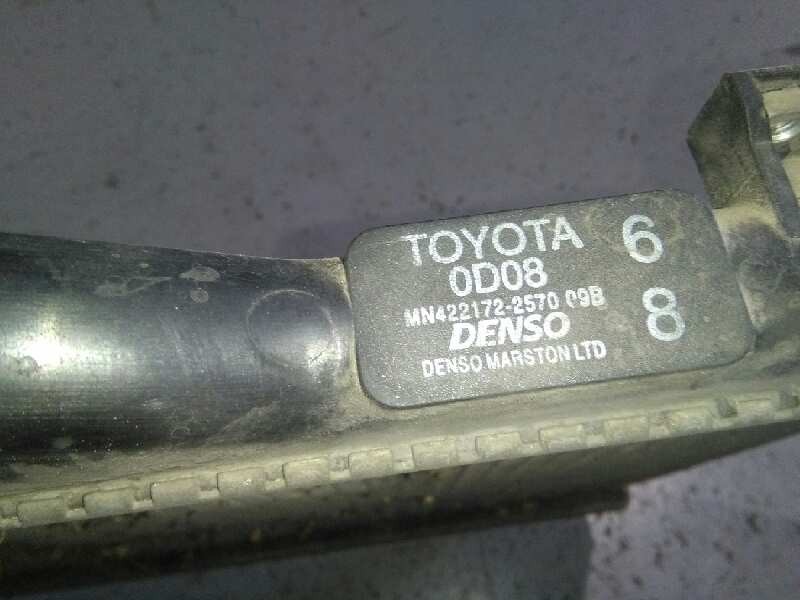 TOYOTA 6
0D08
MN422172-2570 09B
DENSO 8
DENSO MARSTON LTD